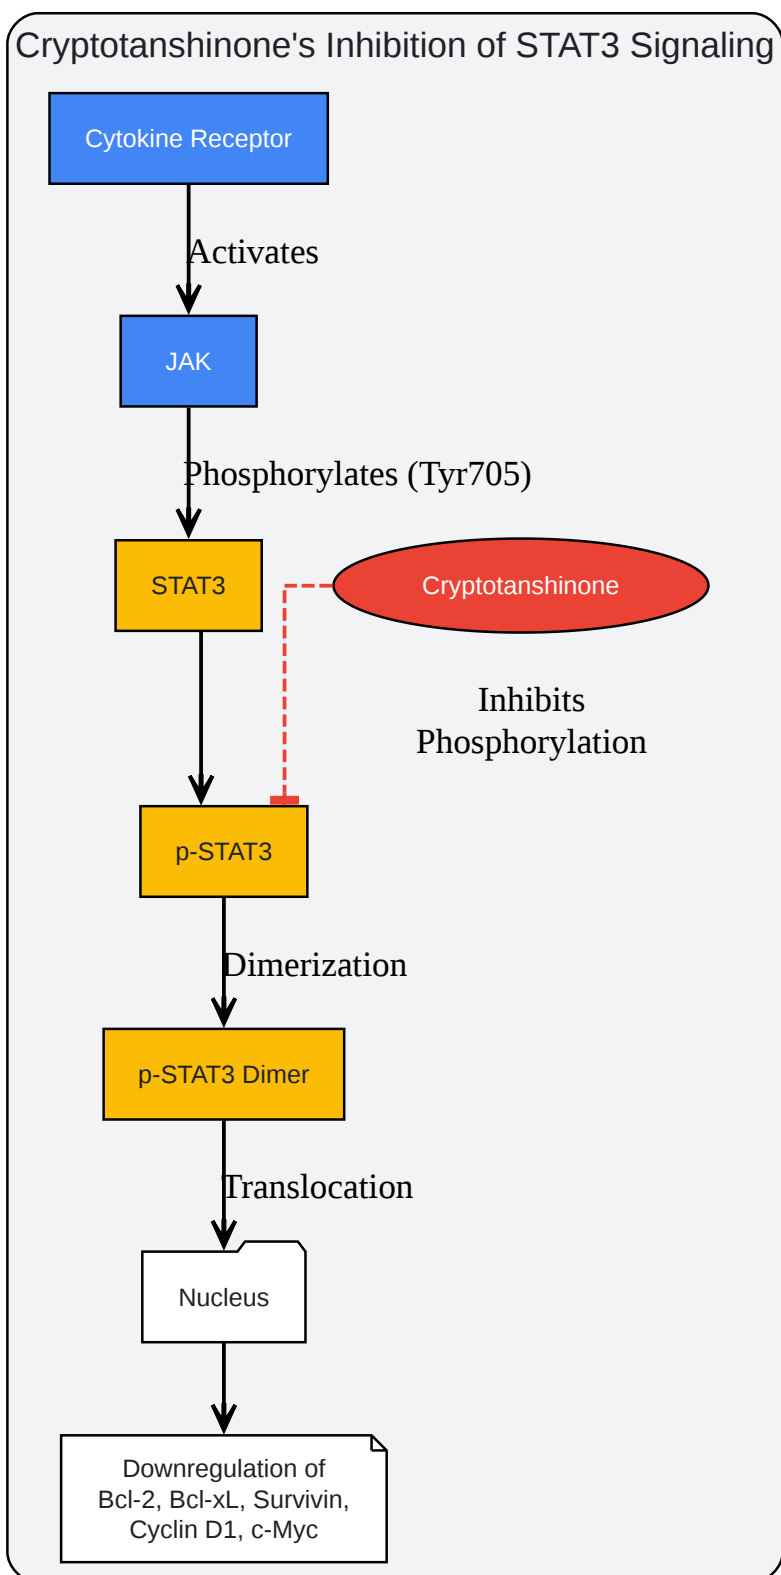 Cryptotanshinone's Inhibition of STAT3 Signaling
Cytokine Receptor
Activates
JAK
Phosphorylates (Tyr705)
STAT3
Cryptotanshinone
Inhibits
Phosphorylation
p-STAT3
Dimerization
p-STAT3 Dimer
Translocation
Nucleus
Downregulation of
Bcl-2, Bcl-xL, Survivin,
Cyclin D1, c-Myc